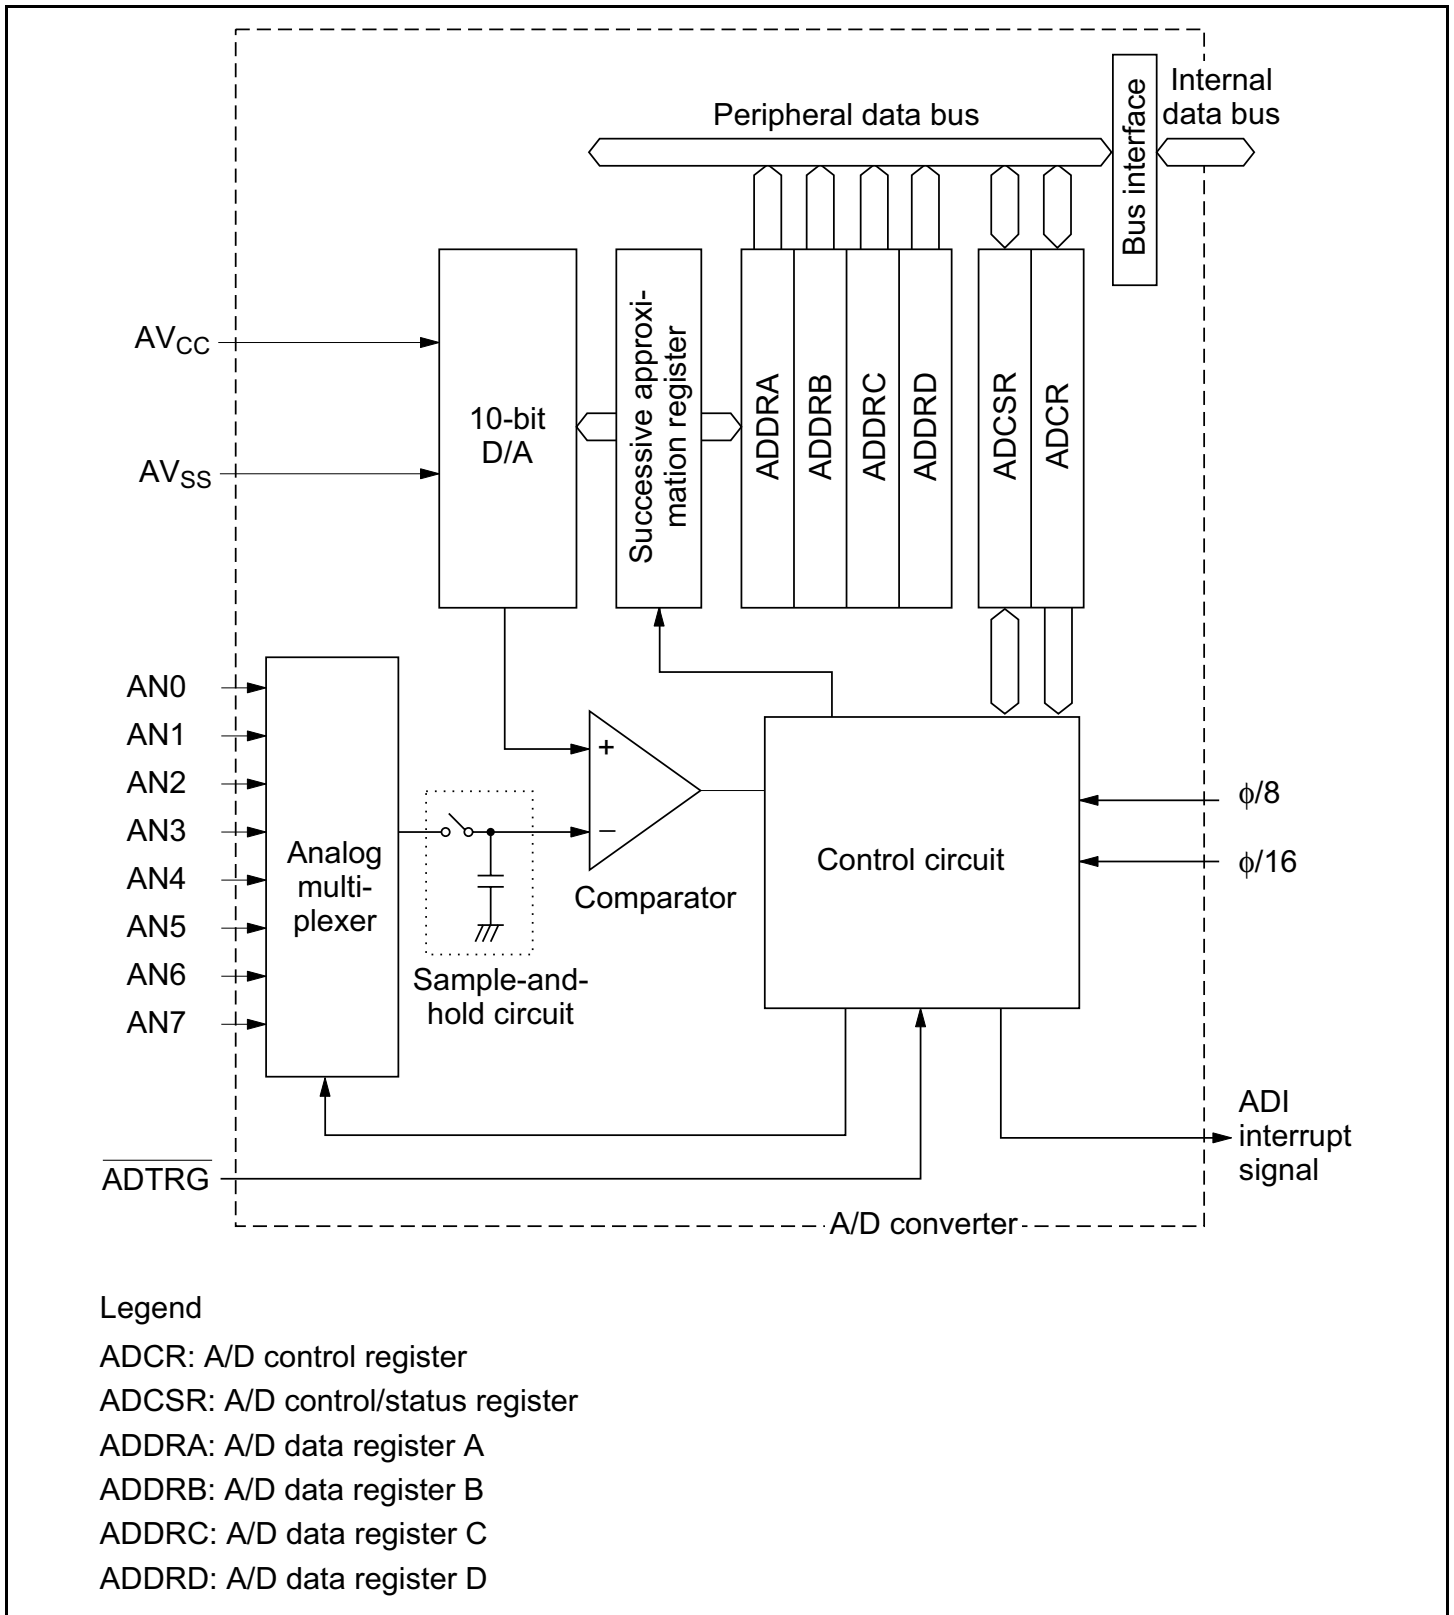 Internal
data bus
Peripheral data bus
Bus interface
AVCC
AVSS
10-bit
D/A
Successive approxi-
mation register
ADDRA
ADDRB
ADDRC
ADDRD
ADCSR
ADCR
AN0
AN1
AN2
AN3
AN4
AN5
AN6
AN7
Analog
multi-
plexer
Sample-and-
hold circuit
+
−
Comparator
Control circuit
ϕ/8
ϕ/16
ADI
interrupt
signal
ADTRG
A/D converter
Legend
ADCR: A/D control register
ADCSR: A/D control/status register
ADDRA: A/D data register A
ADDRB: A/D data register B
ADDRC: A/D data register C
ADDRD: A/D data register D